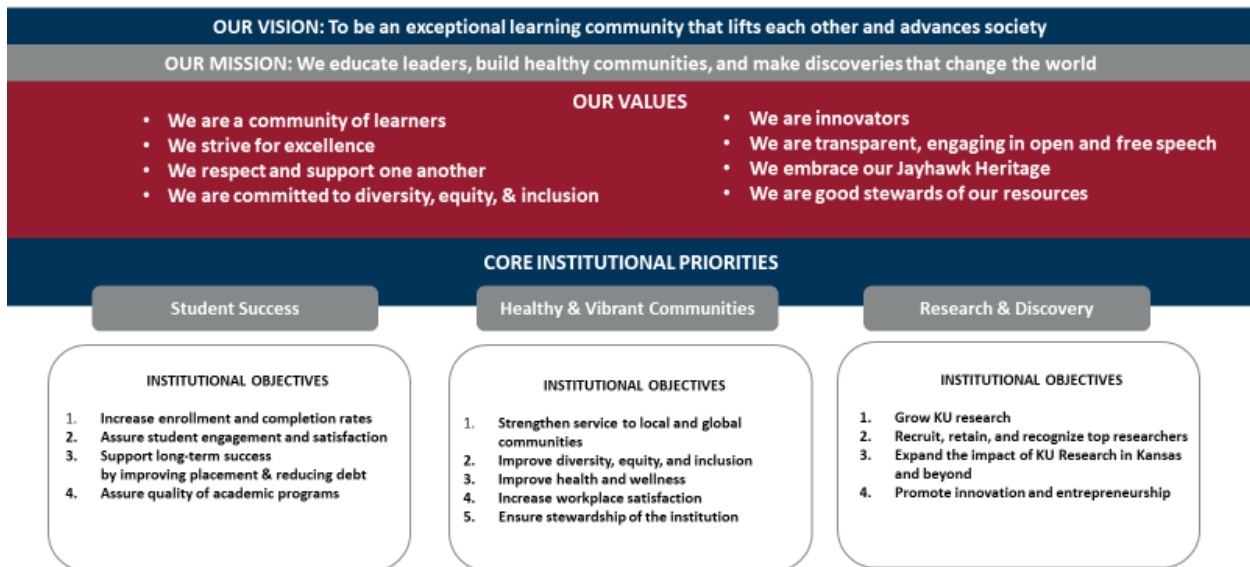 OUR VISION: To be an exceptional learning community that lifts each other and advances society
OUR MISSION: We educate leaders, build healthy communities, and make discoveries that change the world
OUR VALUES
• We are a community of learners
• We strive for excellence
• We respect and support one another
• We are committed to diversity, equity, & inclusion
• We are innovators
• We are transparent, engaging in open and free speech
• We embrace our Jayhawk Heritage
• We are good stewards of our resources
CORE INSTITUTIONAL PRIORITIES
Student Success
INSTITUTIONAL OBJECTIVES
1. Increase enrollment and completion rates
2. Assure student engagement and satisfaction
3. Support long-term success
by improving placement & reducing debt
4. Assure quality of academic programs
Healthy & Vibrant Communities
INSTITUTIONAL OBJECTIVES
1. Strengthen service to local and global
communities
2. Improve diversity, equity, and inclusion
3. Improve health and wellness
4. Increase workplace satisfaction
5. Ensure stewardship of the institution
Research & Discovery
INSTITUTIONAL OBJECTIVES
1. Grow KU research
2. Recruit, retain, and recognize top researchers
3. Expand the impact of KU Research in Kansas
and beyond
4. Promote innovation and entrepreneurship